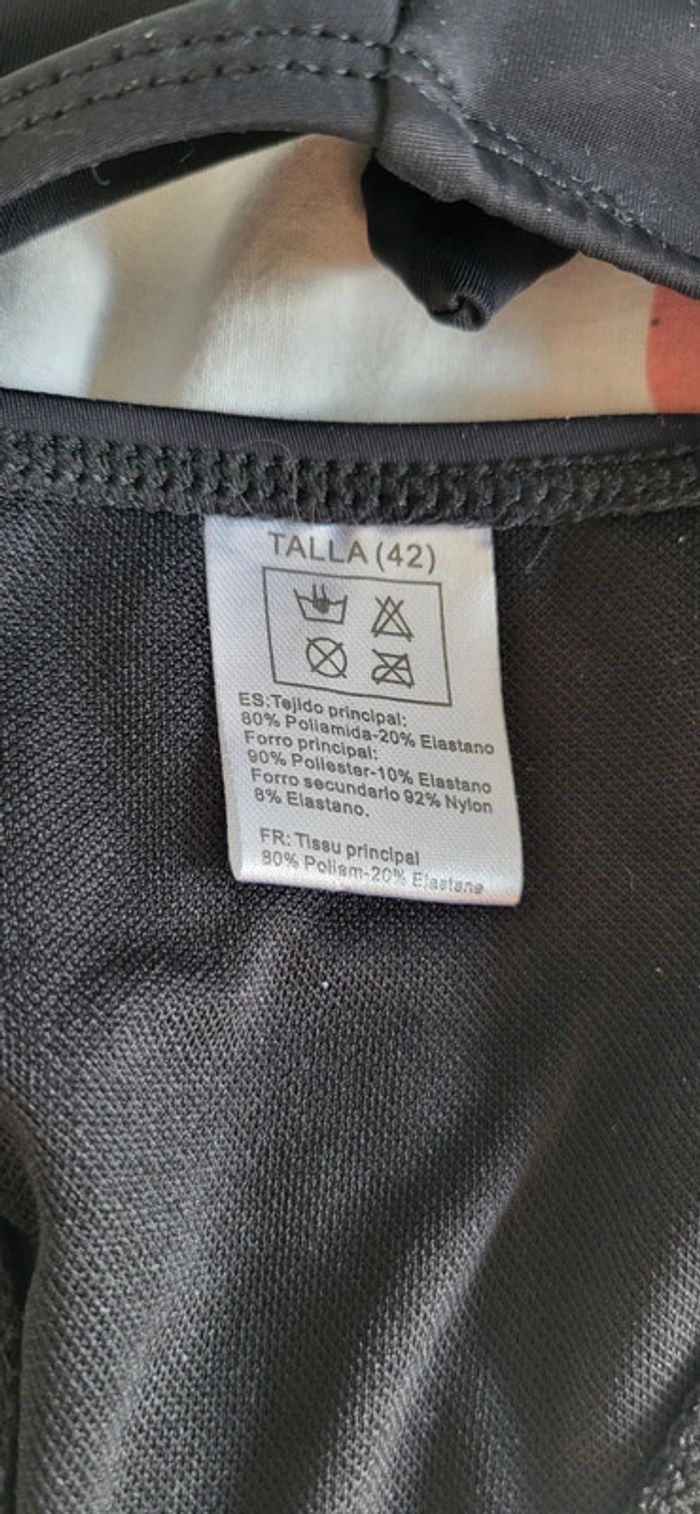 TALLA (42)
ES:Tejido principal:
80% Poliamida-20% Elastano
Forro principal:
90% Poliestar-10% Elastano
Forro secundario 92% Nylon
8% Elastano.
FR: Tissu principal
80% Poliam-20% Elastane